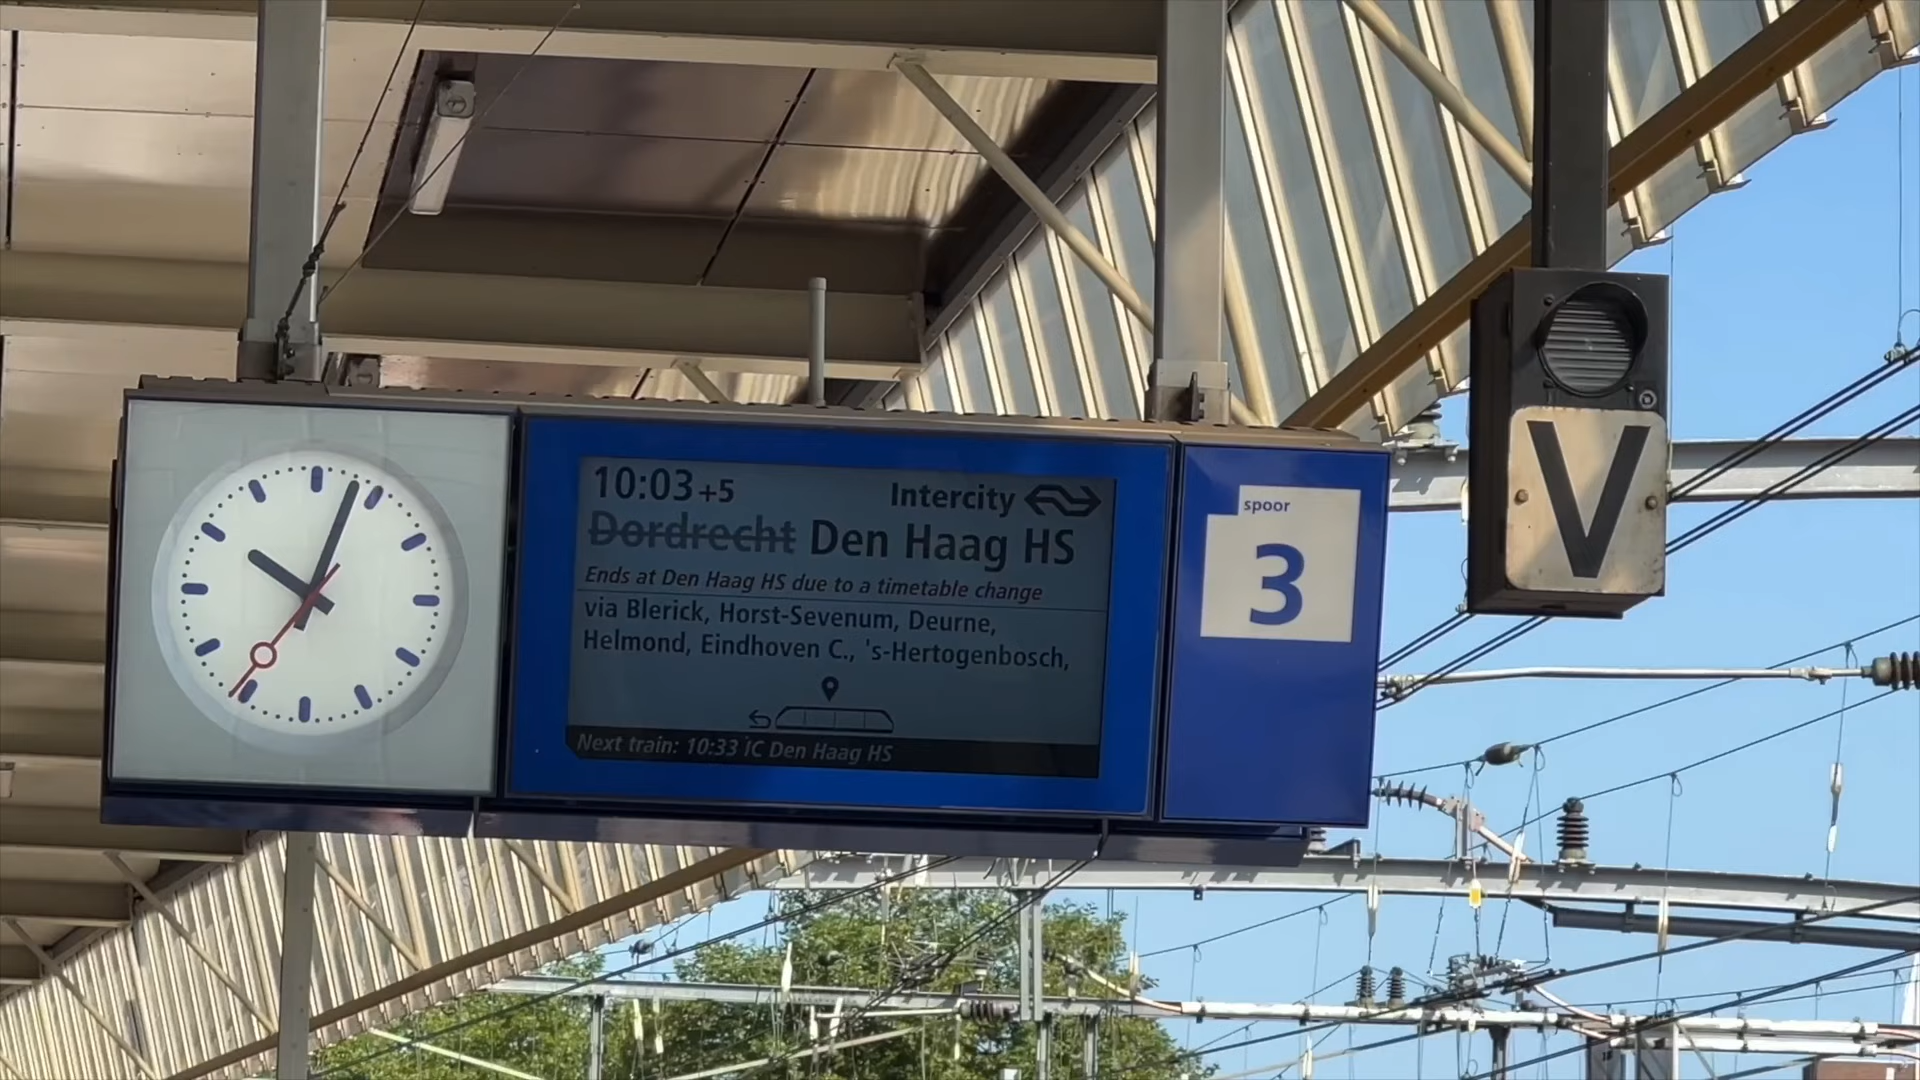 10:03 +5 Intercity
Dordrecht Den Haag HS
Ends at Den Haag HS due to a timetable change
via Blerick, Horst-Sevenum, Deurne,
Helmond, Eindhoven C., 's-Hertogenbosch,
Next train: 10:33 IC Den Haag HS
spoor
3
V